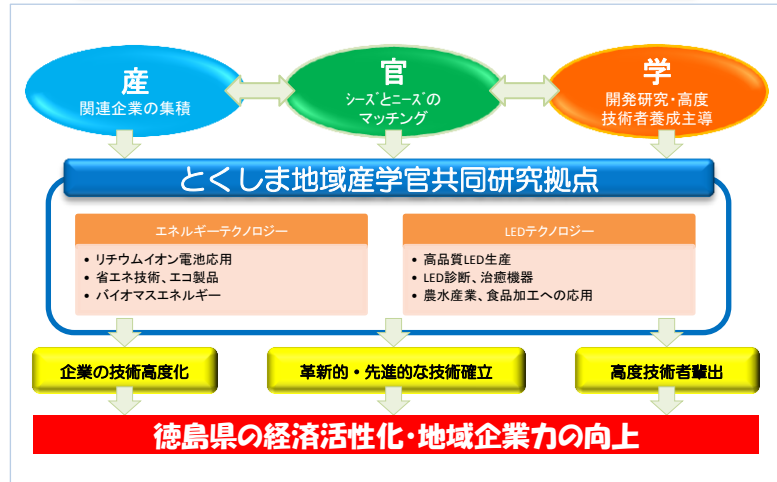 産
関連企業の集積
官
シーズとニーズの
マッチング
学
開発研究・高度
技術者養成主導
とくしま地域産学官共同研究拠点
エネルギーテクノロジー
• リチウムイオン電池応用
• 省エネ技術、エコ製品
• バイオマスエネルギー
LEDテクノロジー
• 高品質LED生産
• LED診断、治癒機器
• 農水産業、食品加工への応用
企業の技術高度化
革新的・先進的な技術確立
高度技術者輩出
徳島県の経済活性化・地域企業力の向上